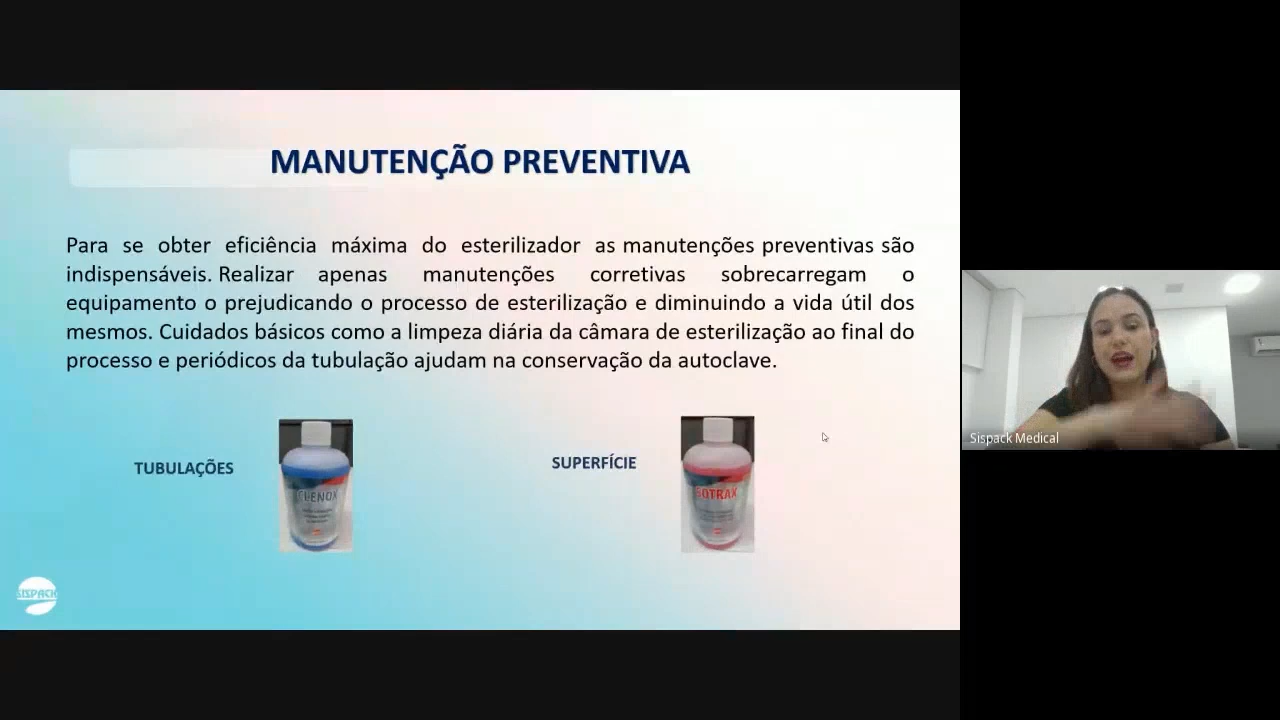 MANUTENÇÃO PREVENTIVA
Para se obter eficiência máxima do esterilizador as manutenções preventivas são
indispensáveis. Realizar apenas manutenções corretivas sobrecarregam o
equipamento o prejudicando o processo de esterilização e diminuindo a vida útil dos
mesmos. Cuidados básicos como a limpeza diária da câmara de esterilização ao final do
processo e periódicos da tubulação ajudam na conservação da autoclave.
TUBULAÇÕES
CLENOX
SUPERFÍCIE
SOTRAX
SISPACK
Sispack Medical